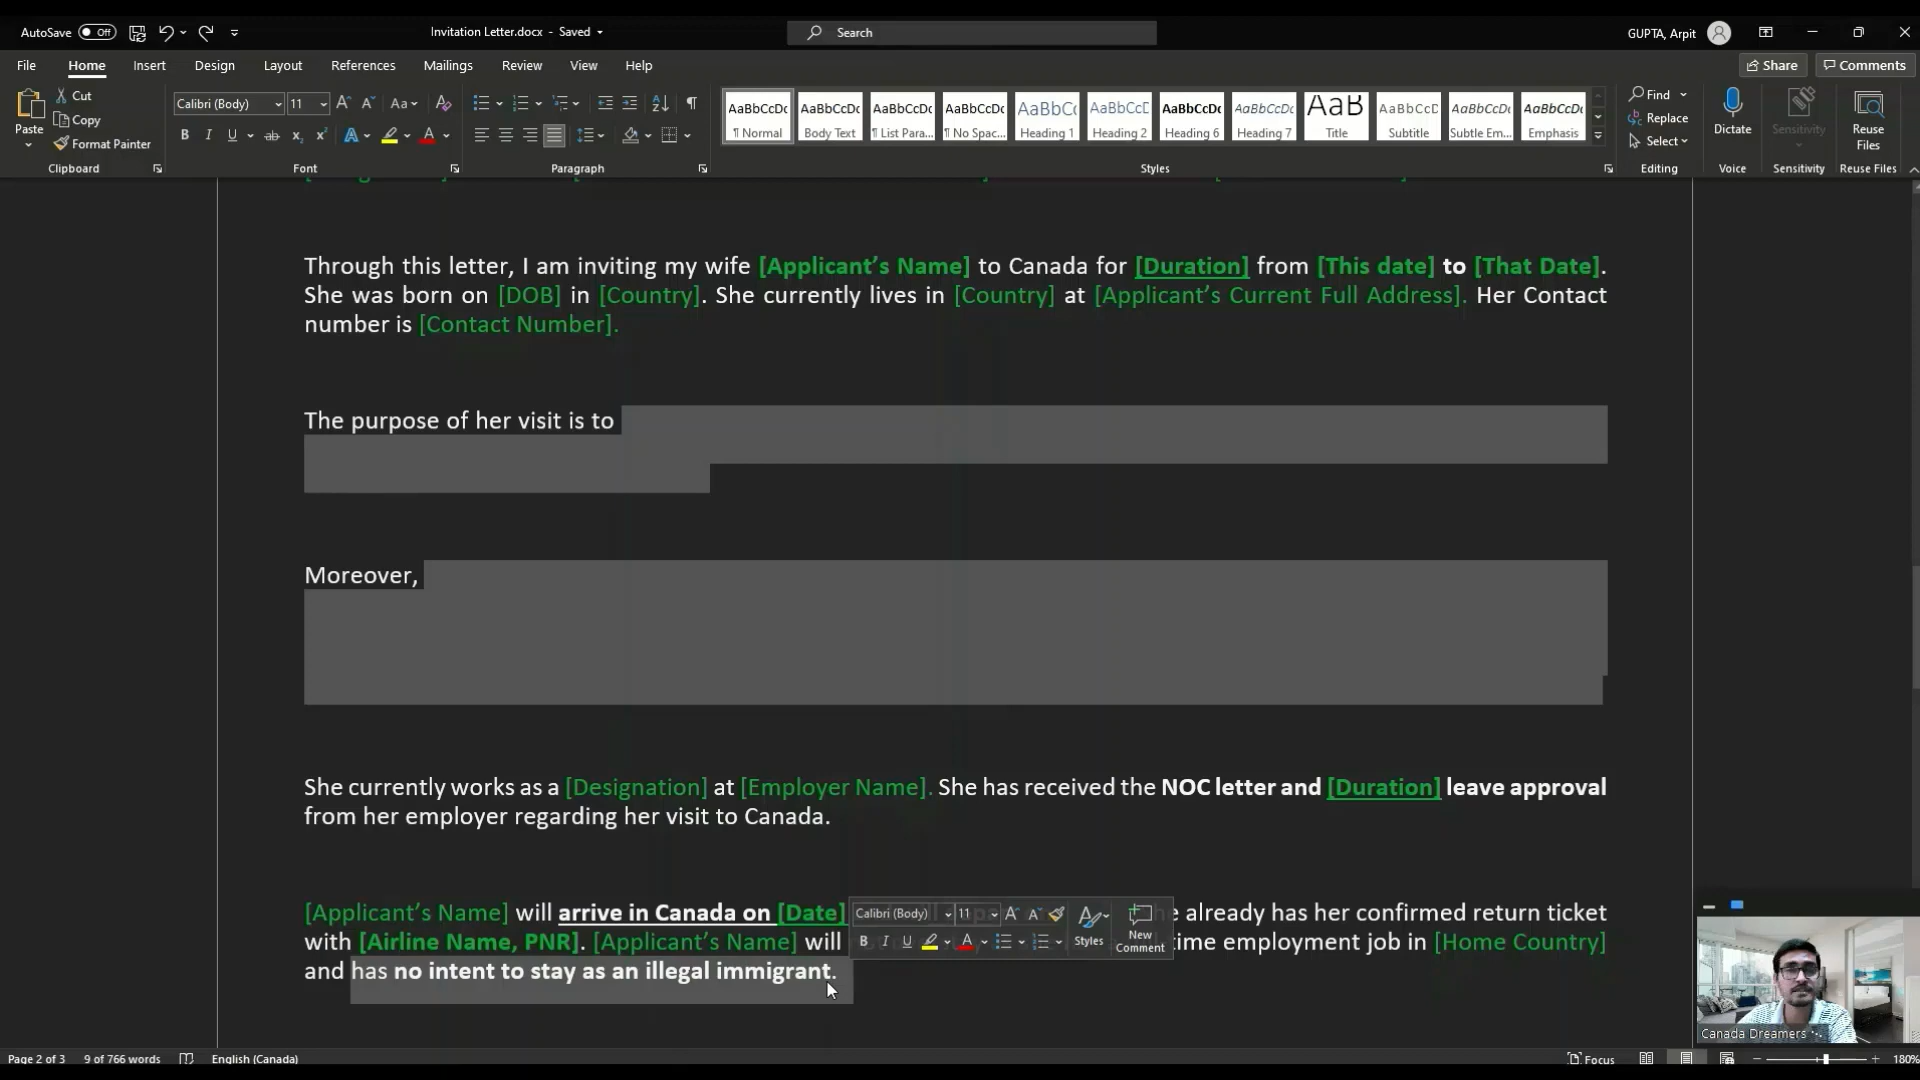 AutoSave Off Invitation Letter.docx - Saved Search GUPTA, Arpit
File Home Insert Design Layout References Mailings Review View Help Share Comments
Paste Cut Copy Format Painter
Clipboard
Calibri (Body) 11 Aa
B I U ab x₂ x² A A
Font
Paragraph
AaBbCcDc AaBbCcDc AaBbCcDc AaBbCcDc AaBbC AaBbCcD AaBbCcDc AaBbCcDc AaB AaBbCcD AaBbCcDc AaBbCcDc
¶ Normal Body Text ¶ List Para... ¶ No Spac... Heading 1 Heading 2 Heading 6 Heading 7 Title Subtitle Subtle Em... Emphasis
Styles
Find
Replace
Select
Editing
Dictate
Voice
Sensitivity
Sensitivity
Reuse Files
Reuse Files
Through this letter, I am inviting my wife [Applicant’s Name] to Canada for [Duration] from [This date] to [That Date].
She was born on [DOB] in [Country]. She currently lives in [Country] at [Applicant’s Current Full Address]. Her Contact
number is [Contact Number].
The purpose of her visit is to
Moreover,
She currently works as a [Designation] at [Employer Name]. She has received the NOC letter and [Duration] leave approval
from her employer regarding her visit to Canada.
[Applicant’s Name] will arrive in Canada on [Date] already has her confirmed return ticket
with [Airline Name, PNR]. [Applicant’s Name] will time employment job in [Home Country]
and has no intent to stay as an illegal immigrant.
Calibri (Body) 11
B I U A
Styles
New Comment
Canada Dreamers
Page 2 of 3 9 of 766 words English (Canada) Focus 180%